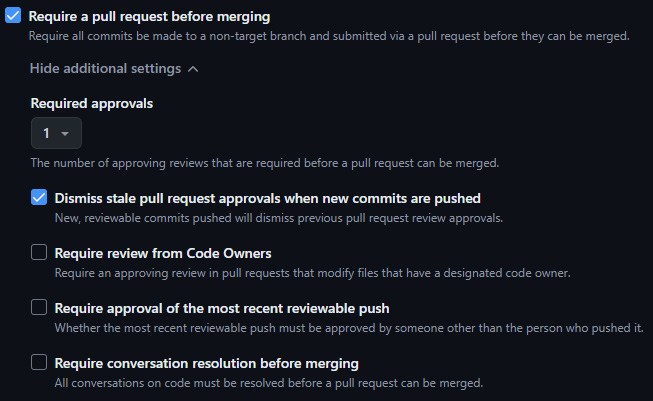 Require a pull request before merging
Require all commits be made to a non-target branch and submitted via a pull request before they can be merged.
Hide additional settings
Required approvals
1
The number of approving reviews that are required before a pull request can be merged.
Dismiss stale pull request approvals when new commits are pushed
New, reviewable commits pushed will dismiss previous pull request review approvals.
Require review from Code Owners
Require an approving review in pull requests that modify files that have a designated code owner.
Require approval of the most recent reviewable push
Whether the most recent reviewable push must be approved by someone other than the person who pushed it.
Require conversation resolution before merging
All conversations on code must be resolved before a pull request can be merged.